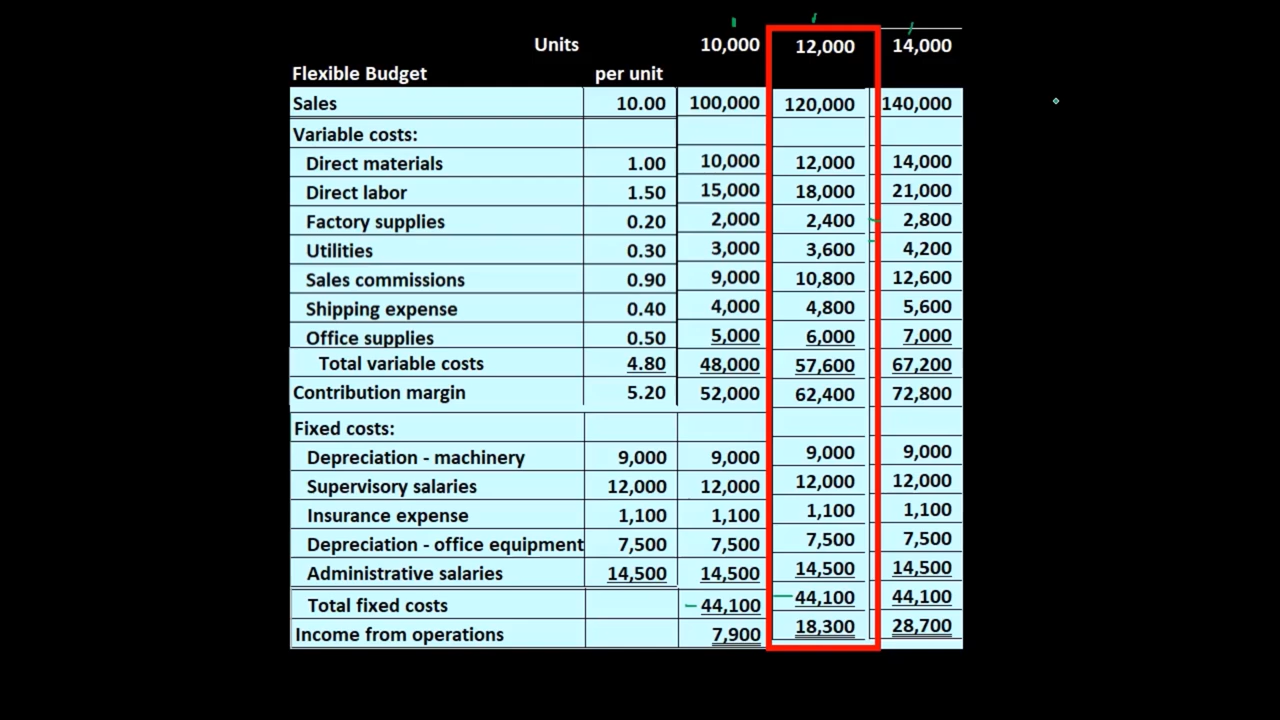 Units 10,000 12,000 14,000
Flexible Budget per unit
Sales 10.00 100,000 120,000 140,000
Variable costs:
Direct materials 1.00 10,000 12,000 14,000
Direct labor 1.50 15,000 18,000 21,000
Factory supplies 0.20 2,000 2,400 2,800
Utilities 0.30 3,000 3,600 4,200
Sales commissions 0.90 9,000 10,800 12,600
Shipping expense 0.40 4,000 4,800 5,600
Office supplies 0.50 5,000 6,000 7,000
Total variable costs 4.80 48,000 57,600 67,200
Contribution margin 5.20 52,000 62,400 72,800
Fixed costs:
Depreciation - machinery 9,000 9,000 9,000 9,000
Supervisory salaries 12,000 12,000 12,000 12,000
Insurance expense 1,100 1,100 1,100 1,100
Depreciation - office equipment 7,500 7,500 7,500 7,500
Administrative salaries 14,500 14,500 14,500 14,500
Total fixed costs 44,100 44,100 44,100
Income from operations 7,900 18,300 28,700